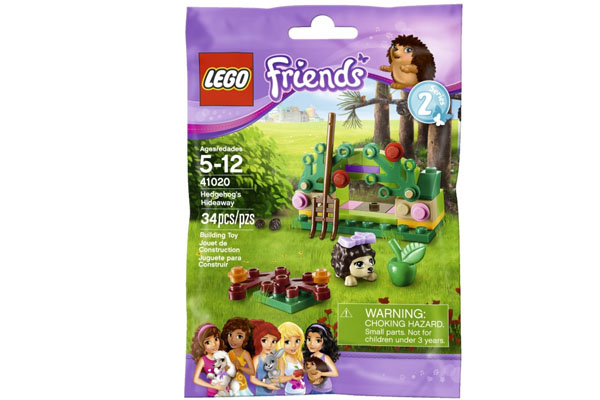 LEGO
Friends
Series
2
Ages/edades
5-12
41020
Hedgehog's
Hideaway
34pcs/pzs
Building Toy
Jouet de
Construction
Juguete para
Construir
WARNING:
CHOKING HAZARD.
Small parts. Not for
children under 3 years.